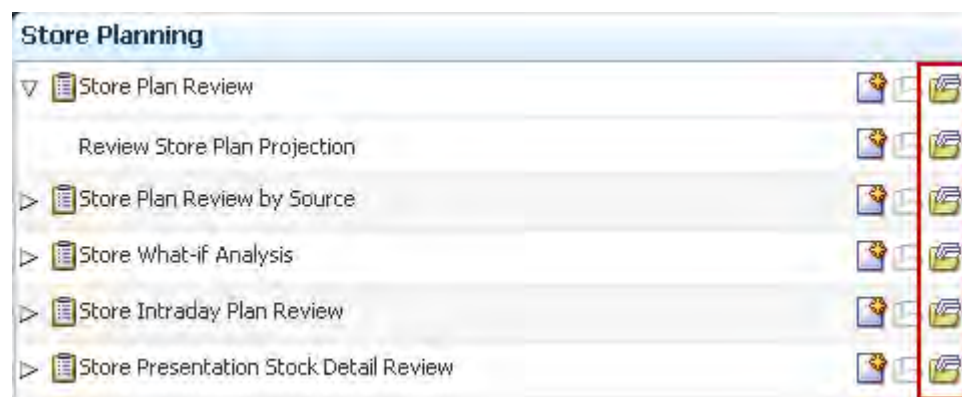 Store Planning
Store Plan Review
Review Store Plan Projection
Store Plan Review by Source
Store What-if Analysis
Store Intraday Plan Review
Store Presentation Stock Detail Review